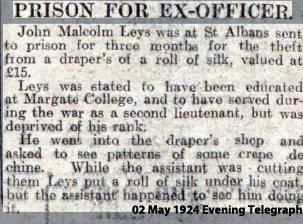 PRISON FOR EX-OFFICER.
John Malcolm Leys was at St Albans sent
to prison for three months for the theft
from a draper's of a roll of silk, valued at
£15.
Leys was stated to have been educated
at Margate College, and to have served during
the war as a second lieutenant, but was
deprived of his rank.
He went into the draper's shop and
asked to see patterns of some crepe de
chine. While the assistant was cutting
them Leys put a roll of silk under his coat,
but the assistant happened to see him doing
02 May 1924 Evening Telegraph